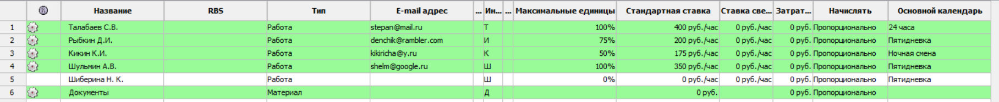 Название RBS Тип E-mail адрес ... Ин... ... Максимальные единицы Стандартная ставка Ставка све... Затрат... Начислять Основной календарь
1 Талабаев С.В. Работа stepan@mail.ru Т 100% 400 руб./час 0 руб./час 0 руб. Пропорционально 24 часа
2 Рыбкин Д.И. Работа denchik@rambler.com И 75% 200 руб./час 0 руб./час 0 руб. Пропорционально Пятидневка
3 Кикин К.И. Работа kikiricha@y.ru К 50% 175 руб./час 0 руб./час 0 руб. Пропорционально Ночная смена
4 Шульмин А.В. Работа shelm@google.ru Ш 100% 350 руб./час 0 руб./час 0 руб. Пропорционально Пятидневка
5 Шиберина Н. К. Работа Ш 0% 0 руб./час 0 руб./час 0 руб. Пропорционально Пятидневка
6 Документы Материал Д 0 руб. 0 руб. Пропорционально